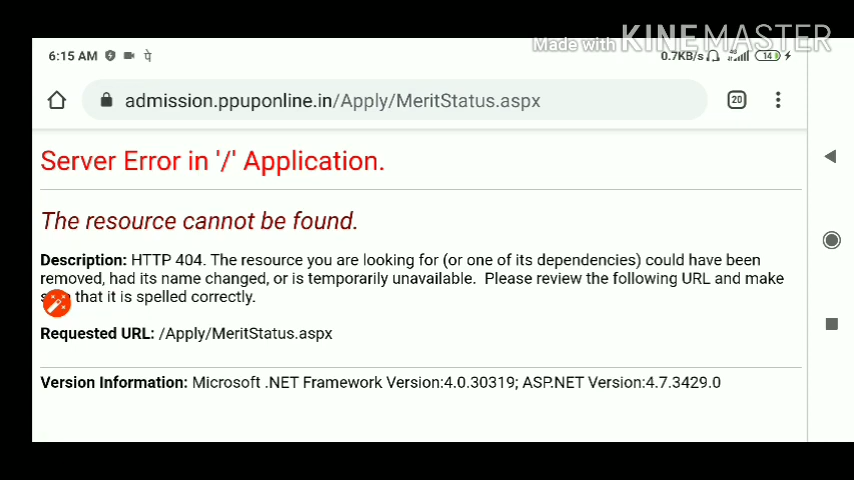 Made with KINEMASTER
6:15 AM पे 0.7KB/s 4G 14
admission.ppuponline.in/Apply/MeritStatus.aspx 20
Server Error in '/' Application.
The resource cannot be found.
Description: HTTP 404. The resource you are looking for (or one of its dependencies) could have been
removed, had its name changed, or is temporarily unavailable.  Please review the following URL and make
that it is spelled correctly.
Requested URL: /Apply/MeritStatus.aspx
Version Information: Microsoft .NET Framework Version:4.0.30319; ASP.NET Version:4.7.3429.0